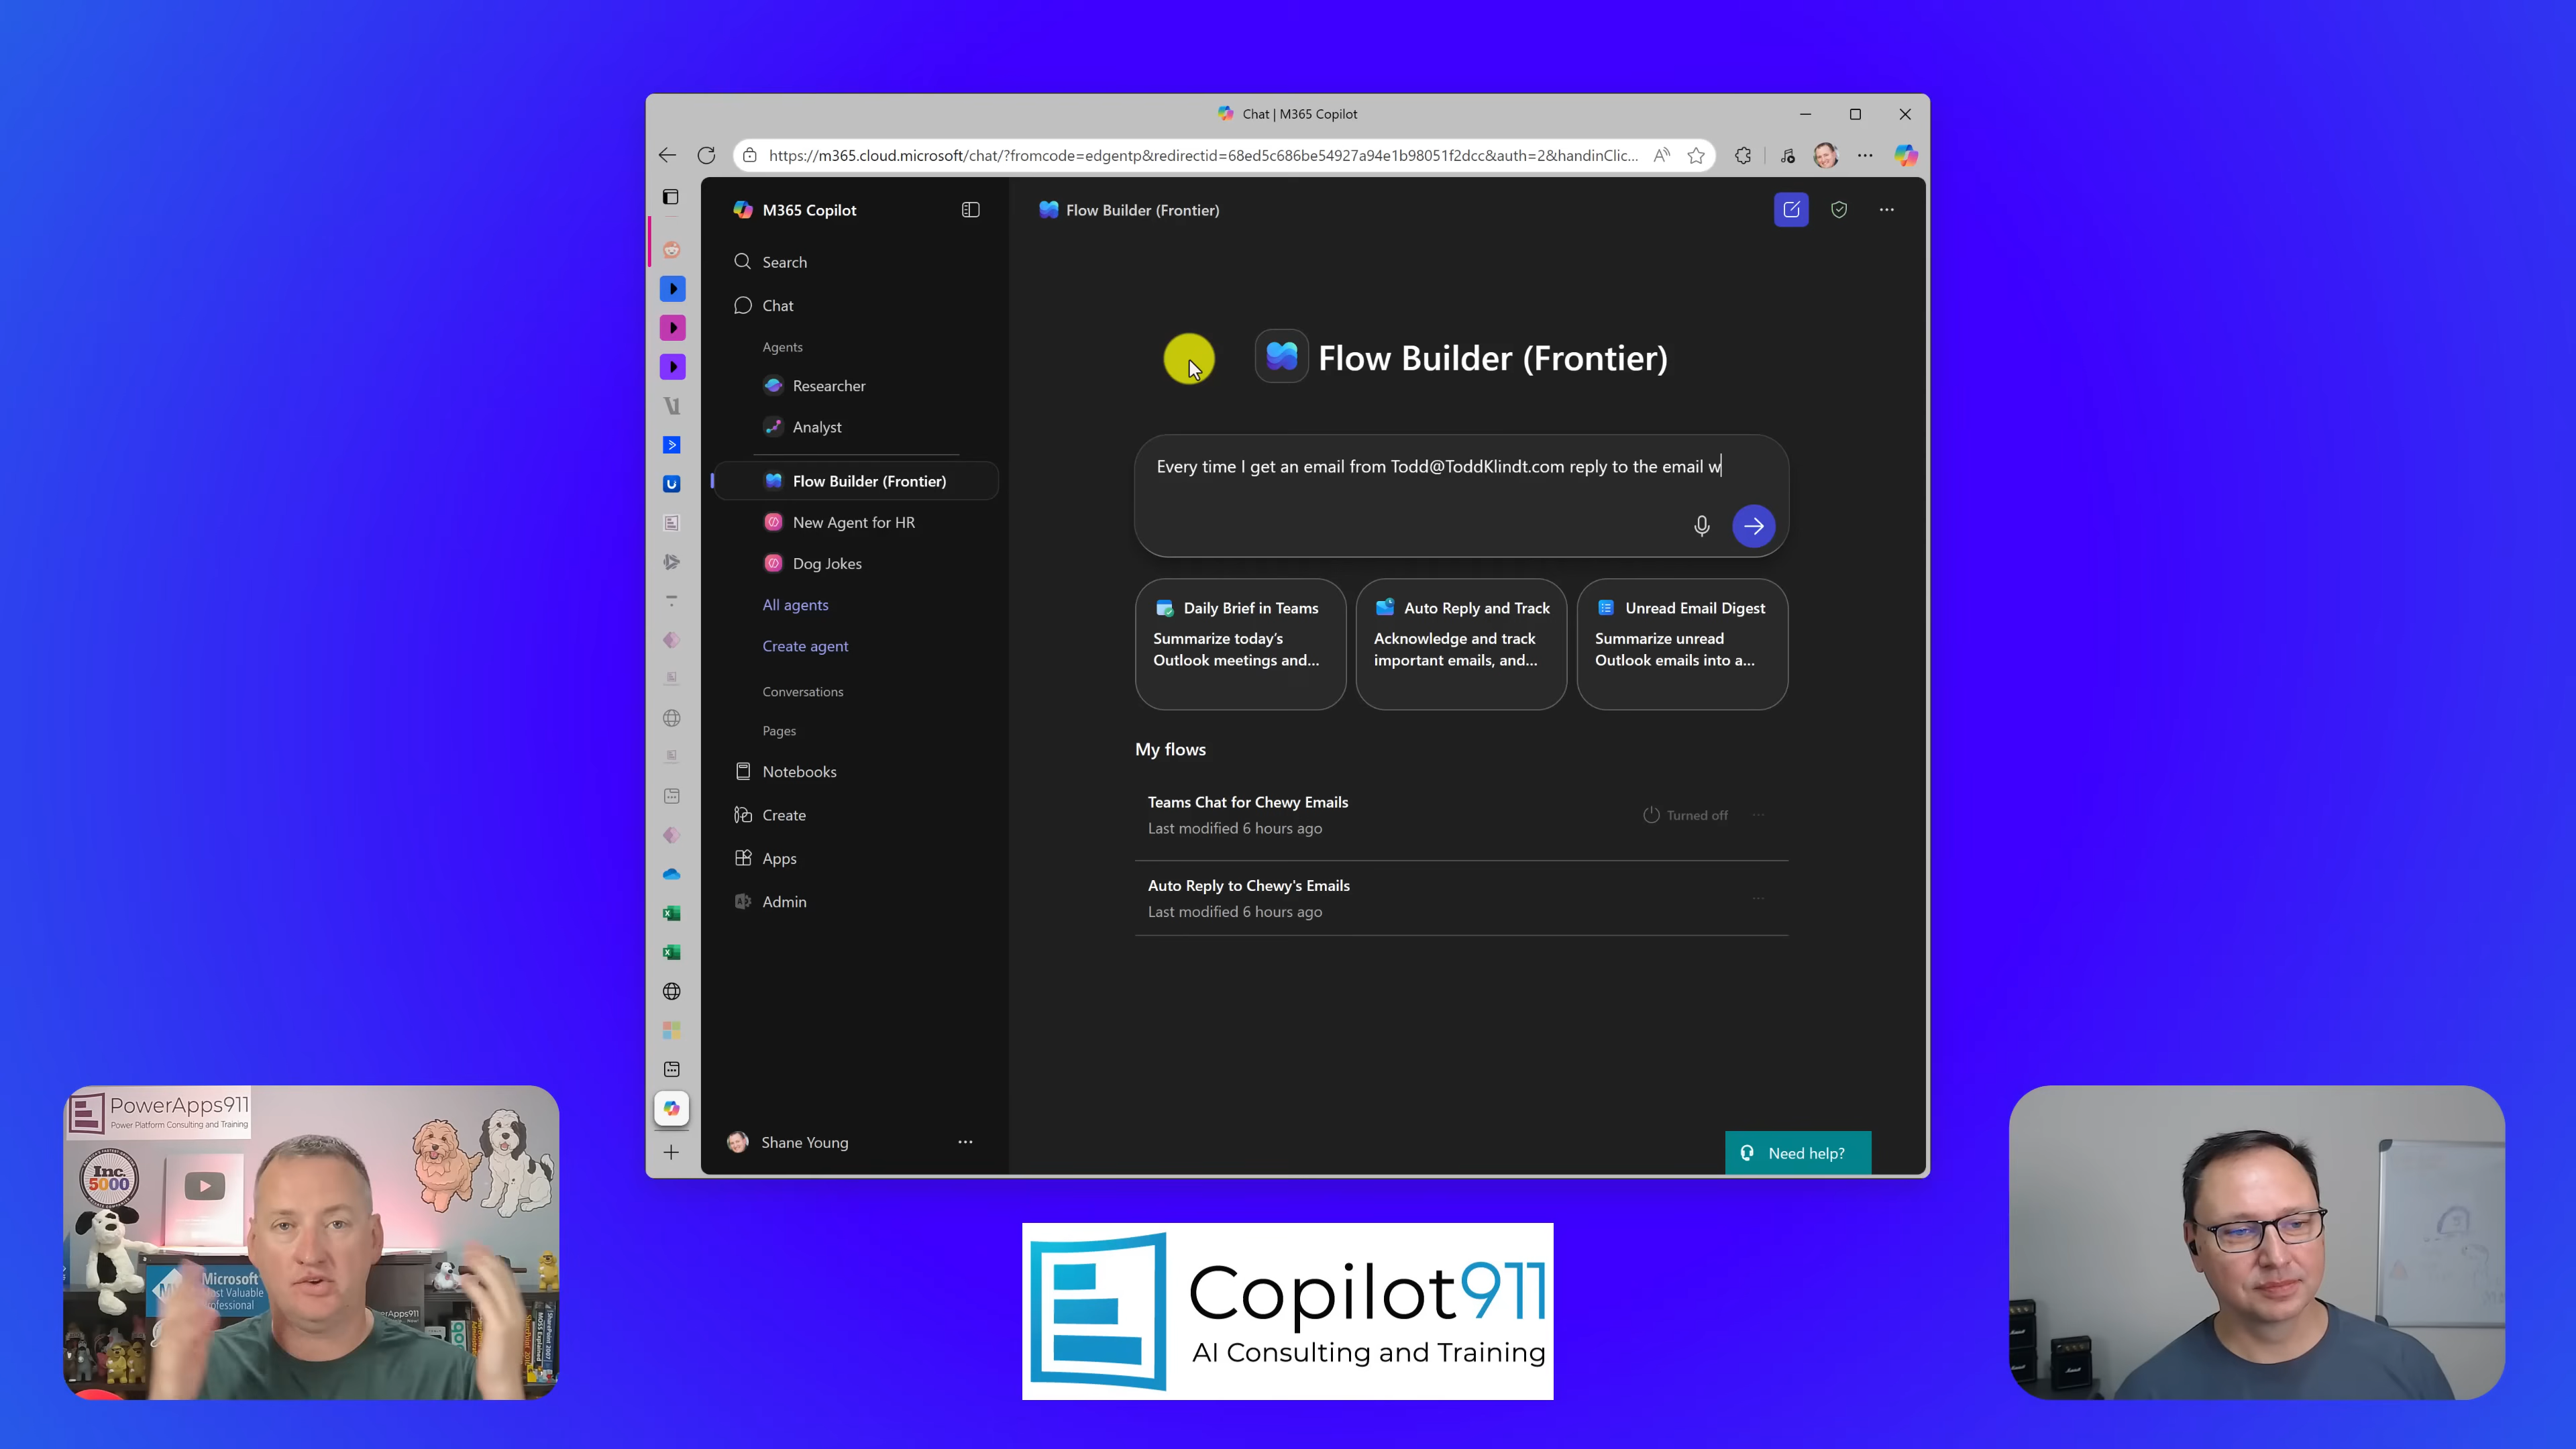 Chat | M365 Copilot
https://m365.cloud.microsoft/chat/?fromcode=edgentp&redirectid=68ed5c686be54927a94e1b98051f2dcc&auth=2&handinClic...
M365 Copilot
Search
Chat
Agents
Researcher
Analyst
Flow Builder (Frontier)
New Agent for HR
Dog Jokes
All agents
Create agent
Conversations
Pages
Notebooks
Create
Apps
Admin
Shane Young
Flow Builder (Frontier)
Flow Builder (Frontier)
Every time I get an email from Todd@ToddKlindt.com reply to the email w
Daily Brief in Teams
Summarize today's
Outlook meetings and...
Auto Reply and Track
Acknowledge and track
important emails, and...
Unread Email Digest
Summarize unread
Outlook emails into a...
My flows
Teams Chat for Chewy Emails
Last modified 6 hours ago
Turned off
Auto Reply to Chewy's Emails
Last modified 6 hours ago
Need help?
PowerApps911
Power Platform Consulting and Training
Inc.
5000
Microsoft
Most Valuable
Professional
Copilot911
AI Consulting and Training